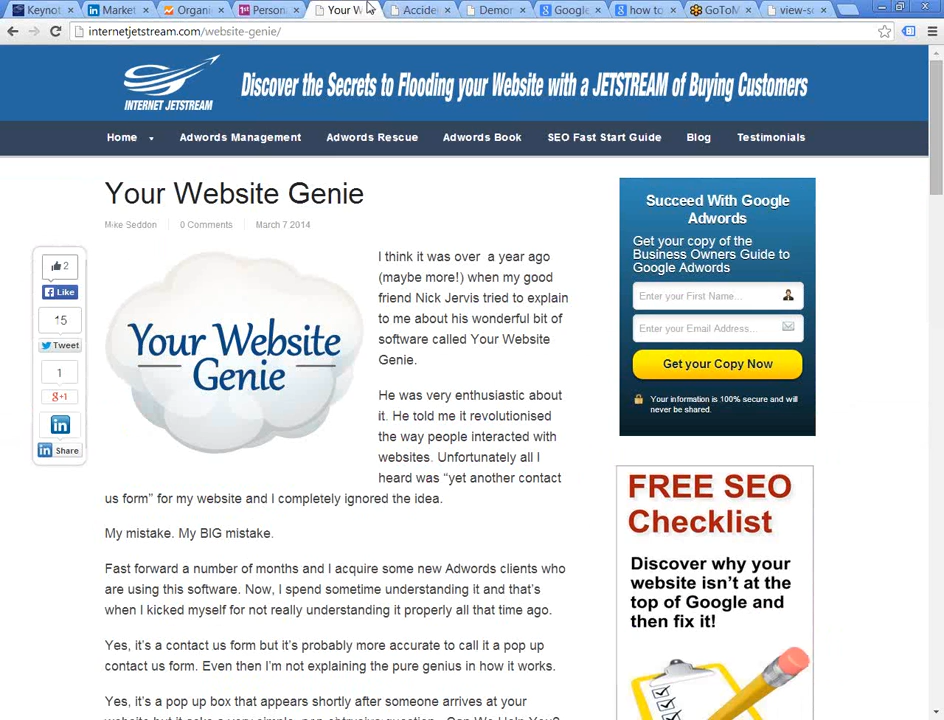 Keynot
Market
Organi
Person
Your W
Accide
Demo
Google
how to
GoToM
view-s
internetjetstream.com/website-genie/
INTERNET JETSTREAM
Discover the Secrets to Flooding your Website with a JETSTREAM of Buying Customers
Home
Adwords Management
Adwords Rescue
Adwords Book
SEO Fast Start Guide
Blog
Testimonials
Your Website Genie
Mike Seddon
0 Comments
March 7 2014
2
Like
15
Tweet
1
g+1
in
in Share
Your Website
Genie
I think it was over a year ago
(maybe more!) when my good
friend Nick Jervis tried to explain
to me about his wonderful bit of
software called Your Website
Genie.
He was very enthusiastic about
it. He told me it revolutionised
the way people interacted with
websites. Unfortunately all I
heard was “yet another contact
us form” for my website and I completely ignored the idea.
My mistake. My BIG mistake.
Fast forward a number of months and I acquire some new Adwords clients who
are using this software. Now, I spend sometime understanding it and that’s
when I kicked myself for not really understanding it properly all that time ago.
Yes, it’s a contact us form but it’s probably more accurate to call it a pop up
contact us form. Even then I’m not explaining the pure genius in how it works.
Yes, it’s a pop up box that appears shortly after someone arrives at your
Succeed With Google
Adwords
Get your copy of the
Business Owners Guide to
Google Adwords
Enter your First Name...
Enter your Email Address...
Get your Copy Now
Your information is 100% secure and will
never be shared.
FREE SEO
Checklist
Discover why your
website isn’t at the
top of Google and
then fix it!